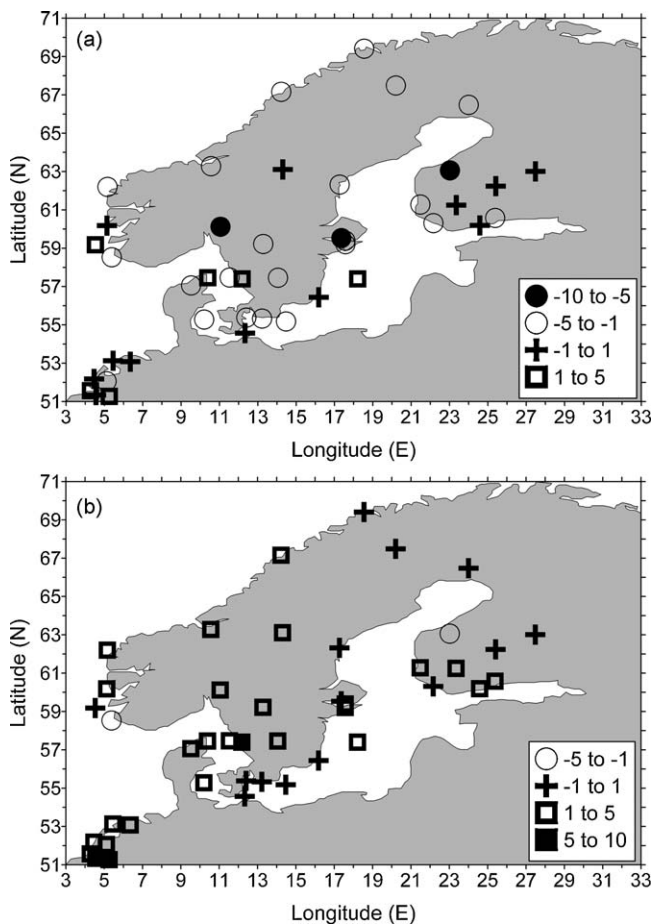 71
(a)
69
67
65
63
61
59
57
55
53
51
Latitude (N)
-10 to -5
-5 to -1
-1 to 1
1 to 5
3 5 7 9 11 13 15 17 19 21 23 25 27 29 31 33
Longitude (E)
71
(b)
69
67
65
63
61
59
57
55
53
51
Latitude (N)
-5 to -1
-1 to 1
1 to 5
5 to 10
3 5 7 9 11 13 15 17 19 21 23 25 27 29 31 33
Longitude (E)